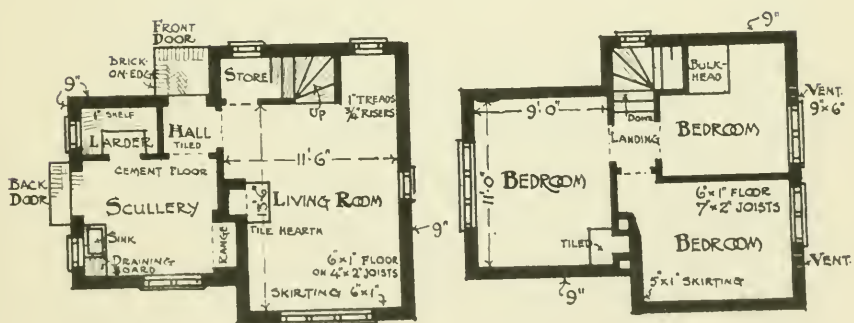 FRONT
DOOR
BRICK-
ON-EDGE
9"
9"
1" SHELF
LARDER
HALL
TILED
CEMENT FLOOR
BACK
DOOR
SCULLERY
SINK
DRAINING
BOARD
RANGE
STORE
UP
1" TREADS
3/4" RISERS
11'-6"
LIVING ROOM
TILE HEARTH
6"x1" FLOOR
ON 4"x2" JOISTS
SKIRTING 6"x1"
9"
9"
BULK-
HEAD
VENT.
9"x6"
9'-0"
DOWN
LANDING
BEDROOM
11'-0"
BEDROOM
6"x1" FLOOR
7"x2" JOISTS
BEDROOM
TILED
VENT.
5"x1" SKIRTING
9"